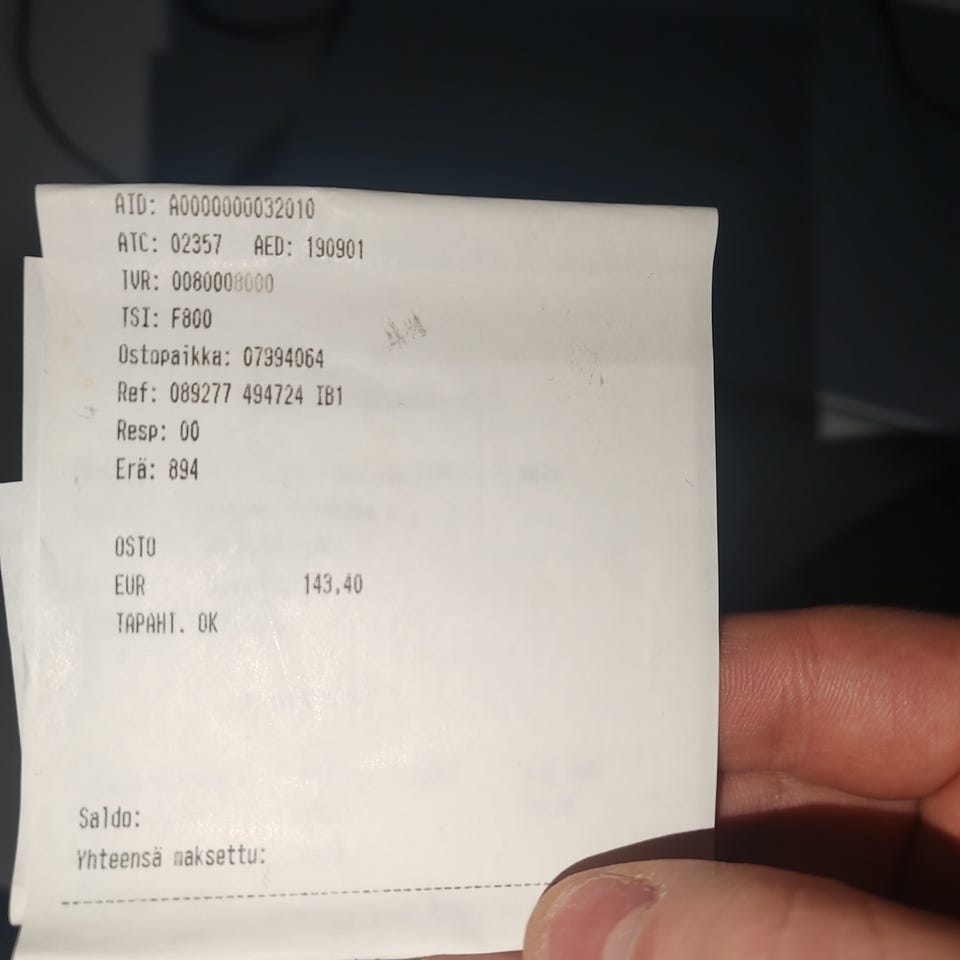 AID: A0000000032010
ATC: 02357 AED: 190901
TVR: 0080008000
TSI: F800
Ostopaikka: 07394064
Ref: 089277 494724 IB1
Resp: 00
Erä: 894
OSTO
EUR 143,40
TAPAHT. OK
Saldo:
Yhteensä maksettu: